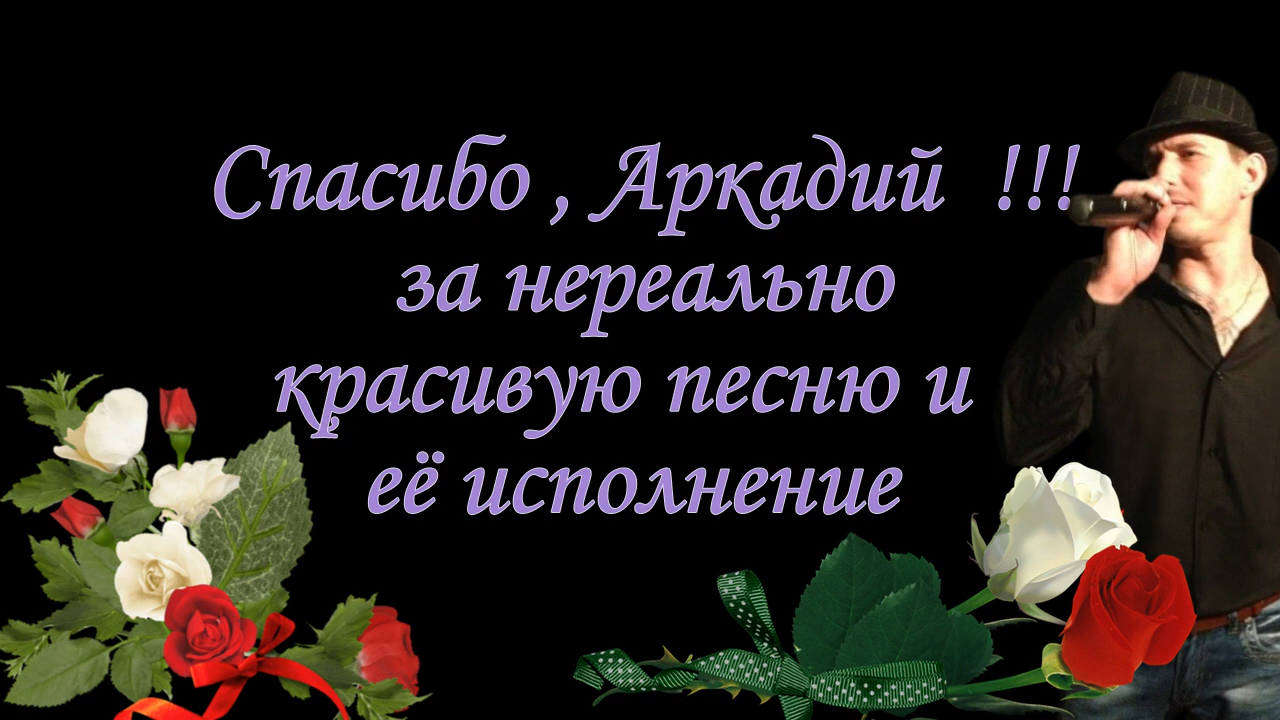 Спасибо , Аркадий !!!
за нереально
красивую песню и
её исполнение